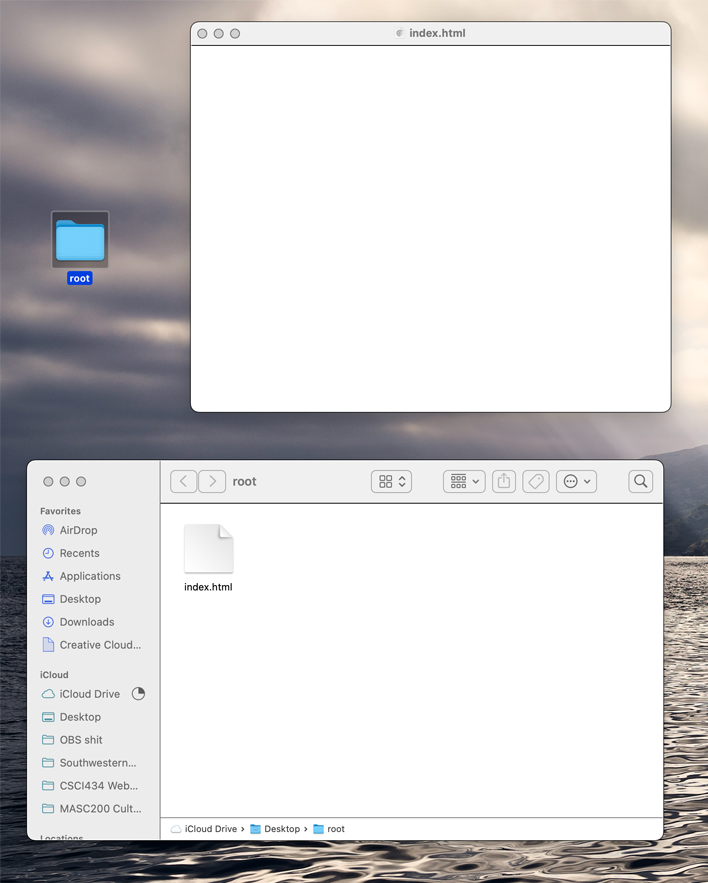 index.html
root
root
Favorites
AirDrop
Recents
Applications
Desktop
Downloads
Creative Cloud...
iCloud
iCloud Drive
Desktop
OBS shit
Southwestern...
CSCI434 Web...
MASC200 Cult...
Locations
index.html
iCloud Drive › Desktop › root